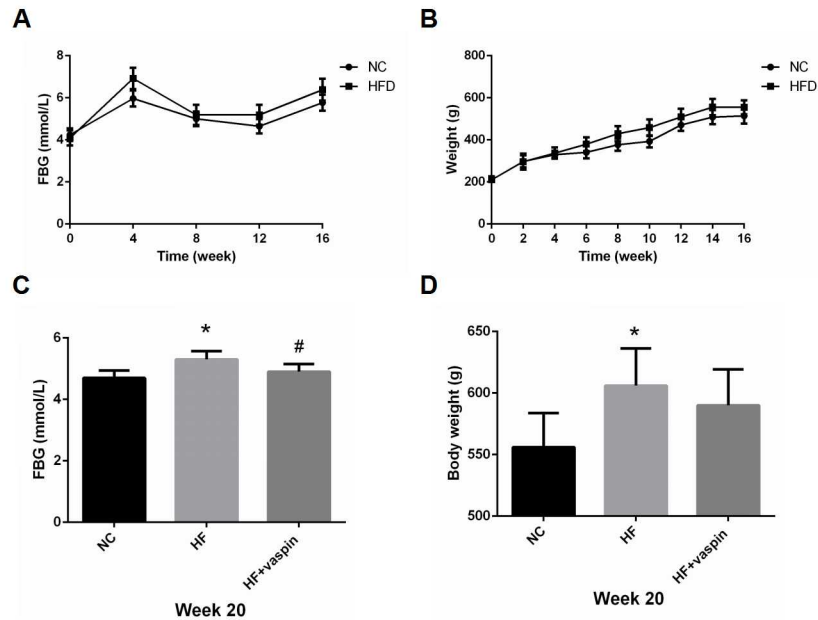 A
8
6
4
2
0
FBG (mmol/L)
0 4 8 12 16
Time (week)
NC
HFD
B
800
600
400
200
0
Weight (g)
0 2 4 6 8 10 12 14 16
Time (week)
NC
HFD
C
6
4
2
0
FBG (mmol/L)
*
#
NC HF HF+vaspin
Week 20
D
650
600
550
500
Body weight (g)
*
NC HF HF+vaspin
Week 20